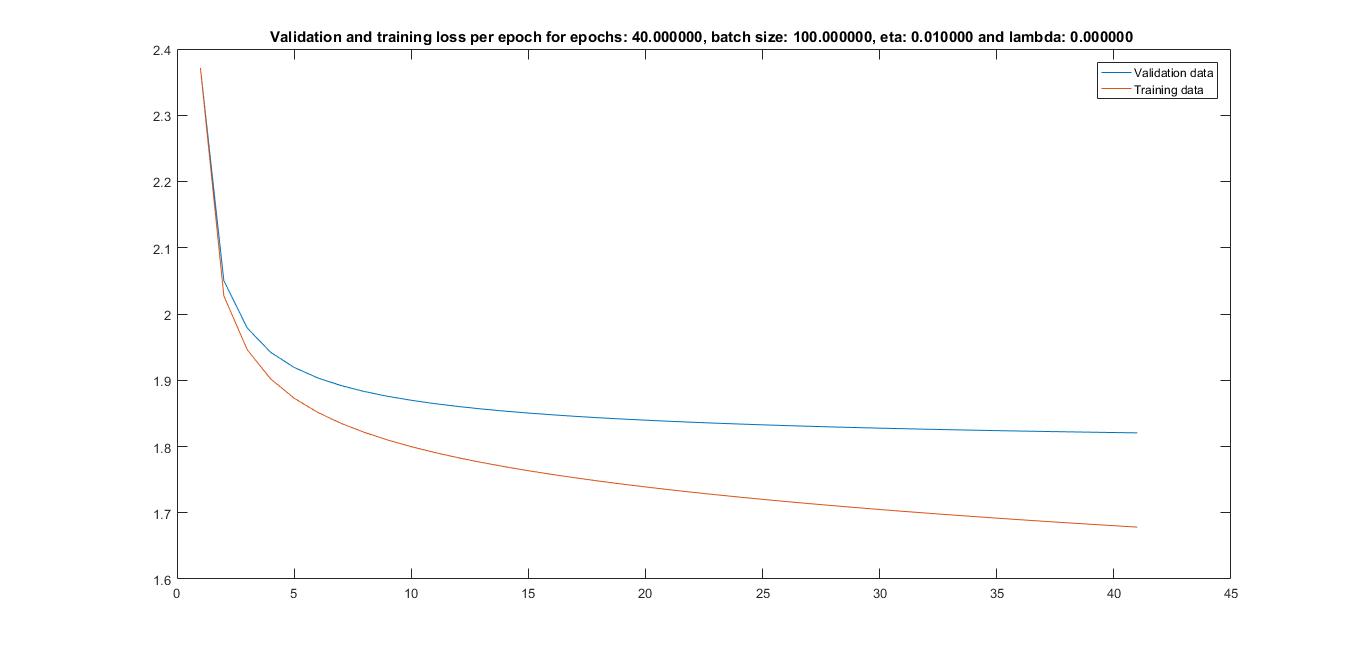 Validation and training loss per epoch for epochs: 40.000000, batch size: 100.000000, eta: 0.010000 and lambda: 0.000000
Validation data
Training data
2.4
2.3
2.2
2.1
2
1.9
1.8
1.7
1.6
0 5 10 15 20 25 30 35 40 45